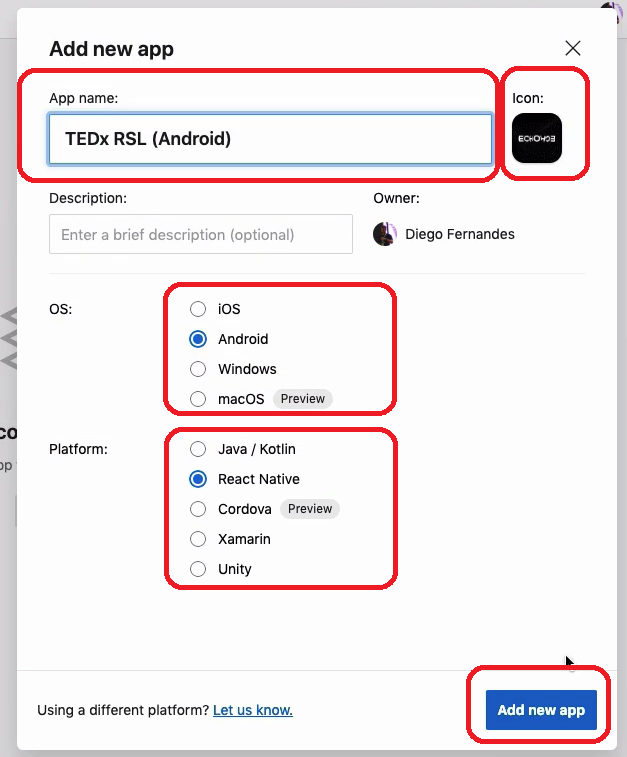 Add new app
App name:
Icon:
TEDx RSL (Android)
Description:
Owner:
Enter a brief description (optional)
Diego Fernandes
OS:
iOS
Android
Windows
macOS Preview
Platform:
Java / Kotlin
React Native
Cordova Preview
Xamarin
Unity
Using a different platform? Let us know.
Add new app